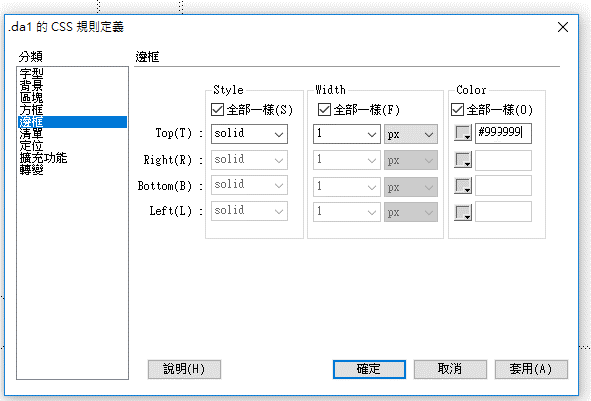 .da1 的 CSS 規則定義
分類
字型
背景
區塊
方框
邊框
清單
定位
擴充功能
轉變
邊框
Style Width Color
全部一樣(S) 全部一樣(F) 全部一樣(O)
Top(T) : solid 1 px #999999
Right(R) : solid 1 px
Bottom(B) : solid 1 px
Left(L) : solid 1 px
說明(H) 確定 取消 套用(A)